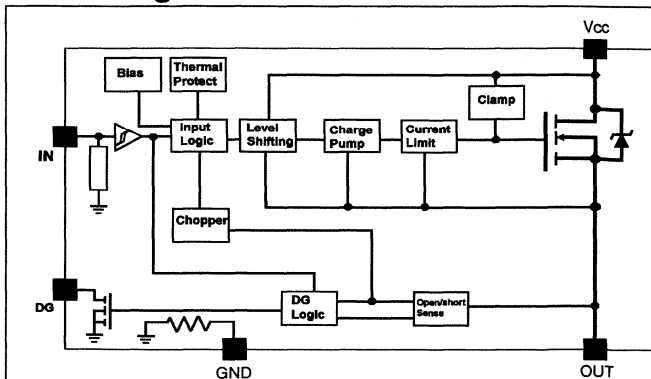 Vcc
Bias
Thermal
Protect
Clamp
IN
Input
Logic
Level
Shifting
Charge
Pump
Current
Limit
Chopper
DG
DG
Logic
Open/short
Sense
GND
OUT